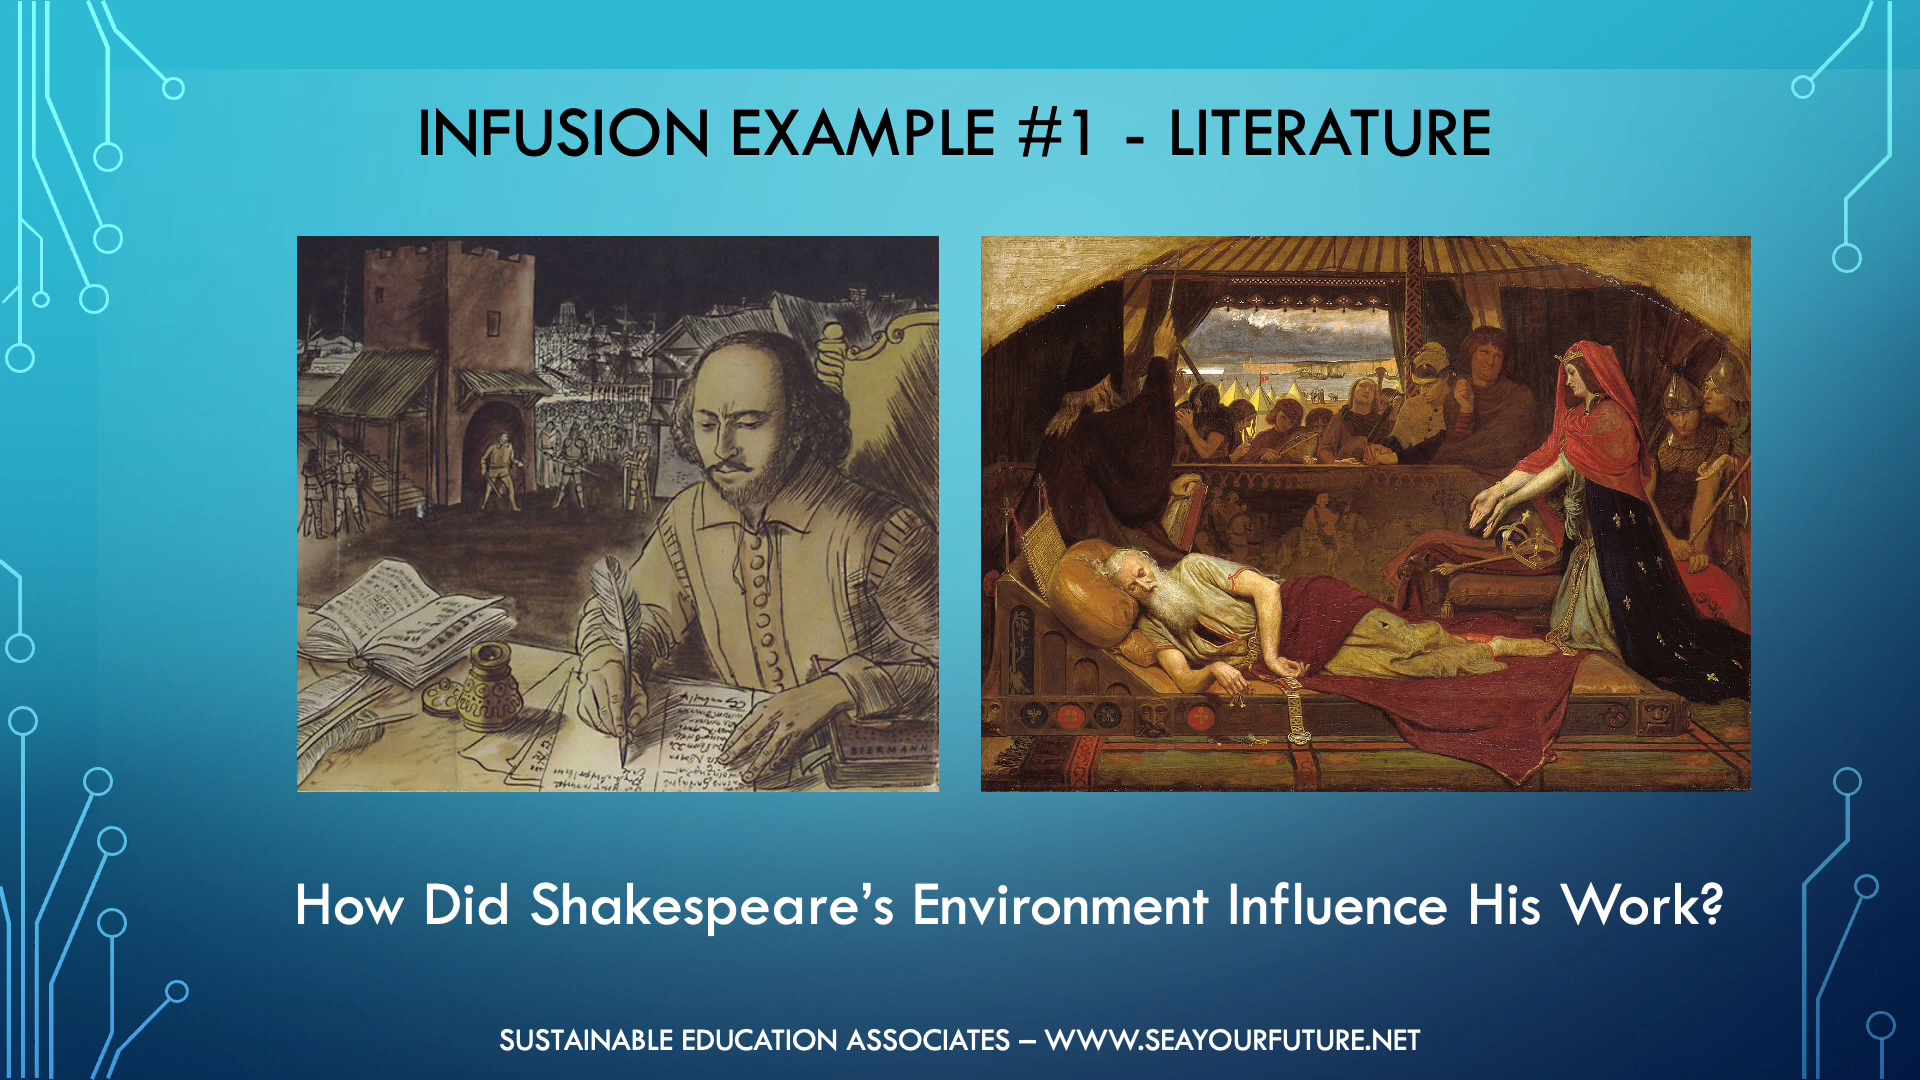 INFUSION EXAMPLE #1 - LITERATURE
BIERMANN
How Did Shakespeare’s Environment Influence His Work?
SUSTAINABLE EDUCATION ASSOCIATES – WWW.SEAYOURFUTURE.NET